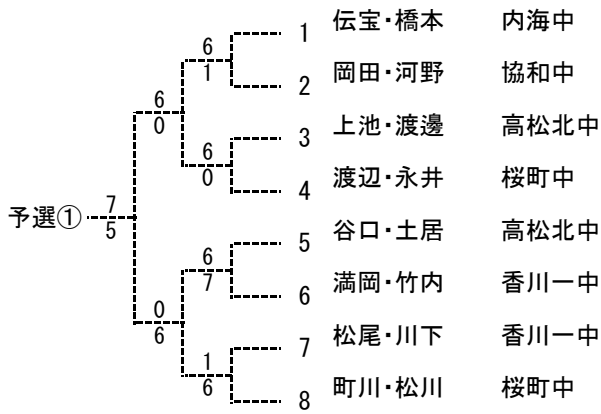 1 伝宝・橋本 内海中
6
1
2 岡田・河野 協和中
6
0
3 上池・渡邊 高松北中
6
0
4 渡辺・永井 桜町中
予選① 7
5
5 谷口・土居 高松北中
6
7
6 満岡・竹内 香川一中
0
6
7 松尾・川下 香川一中
1
6
8 町川・松川 桜町中